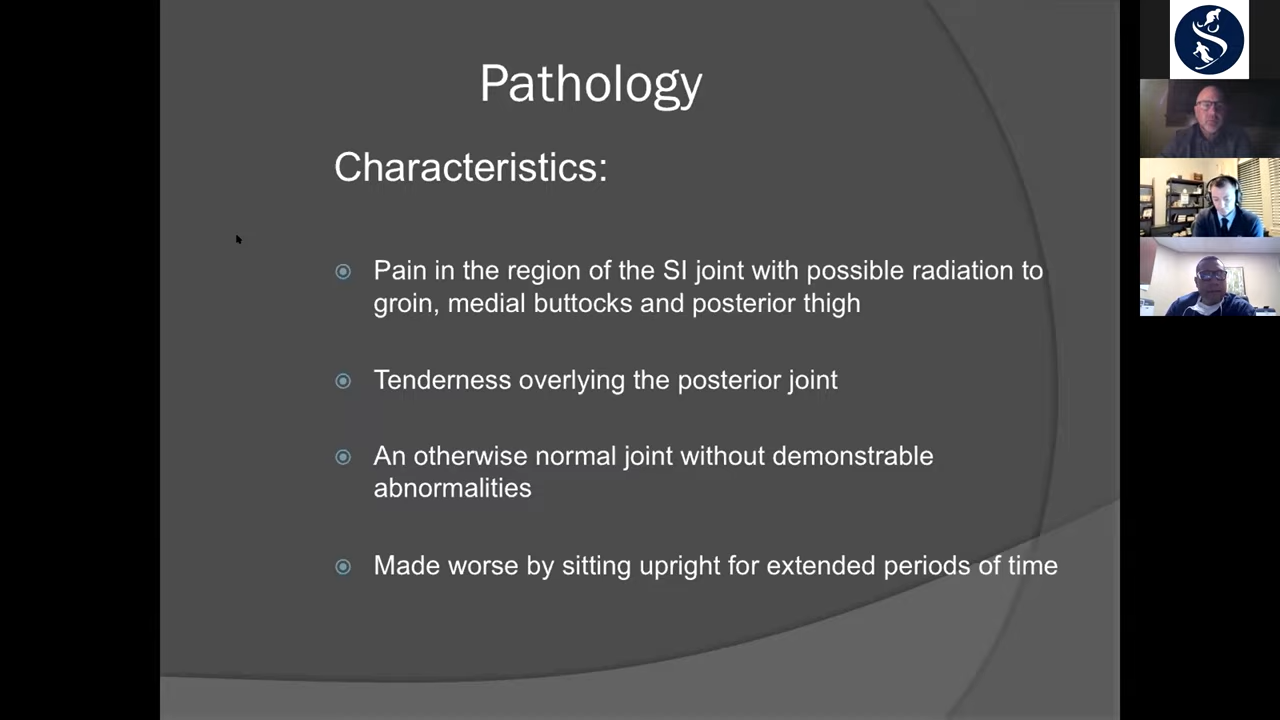 Pathology
Characteristics:
Pain in the region of the SI joint with possible radiation to
groin, medial buttocks and posterior thigh
Tenderness overlying the posterior joint
An otherwise normal joint without demonstrable
abnormalities
Made worse by sitting upright for extended periods of time